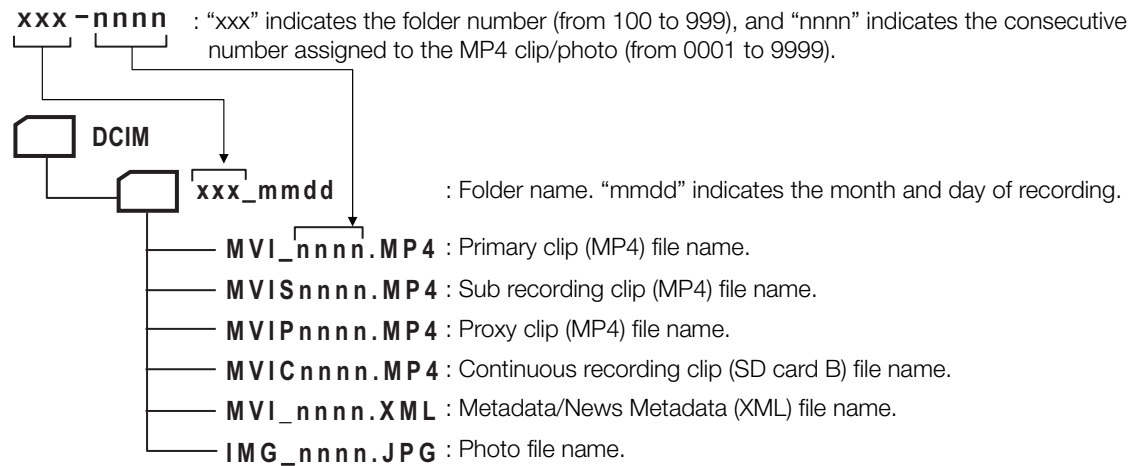 xxx-nnnn : “xxx” indicates the folder number (from 100 to 999), and “nnnn” indicates the consecutive
number assigned to the MP4 clip/photo (from 0001 to 9999).
DCIM
xxx_mmdd : Folder name. “mmdd” indicates the month and day of recording.
MVI_nnnn.MP4 : Primary clip (MP4) file name.
MVISnnnn.MP4 : Sub recording clip (MP4) file name.
MVIPnnnn.MP4 : Proxy clip (MP4) file name.
MVICnnnn.MP4 : Continuous recording clip (SD card B) file name.
MVI_nnnn.XML : Metadata/News Metadata (XML) file name.
IMG_nnnn.JPG : Photo file name.